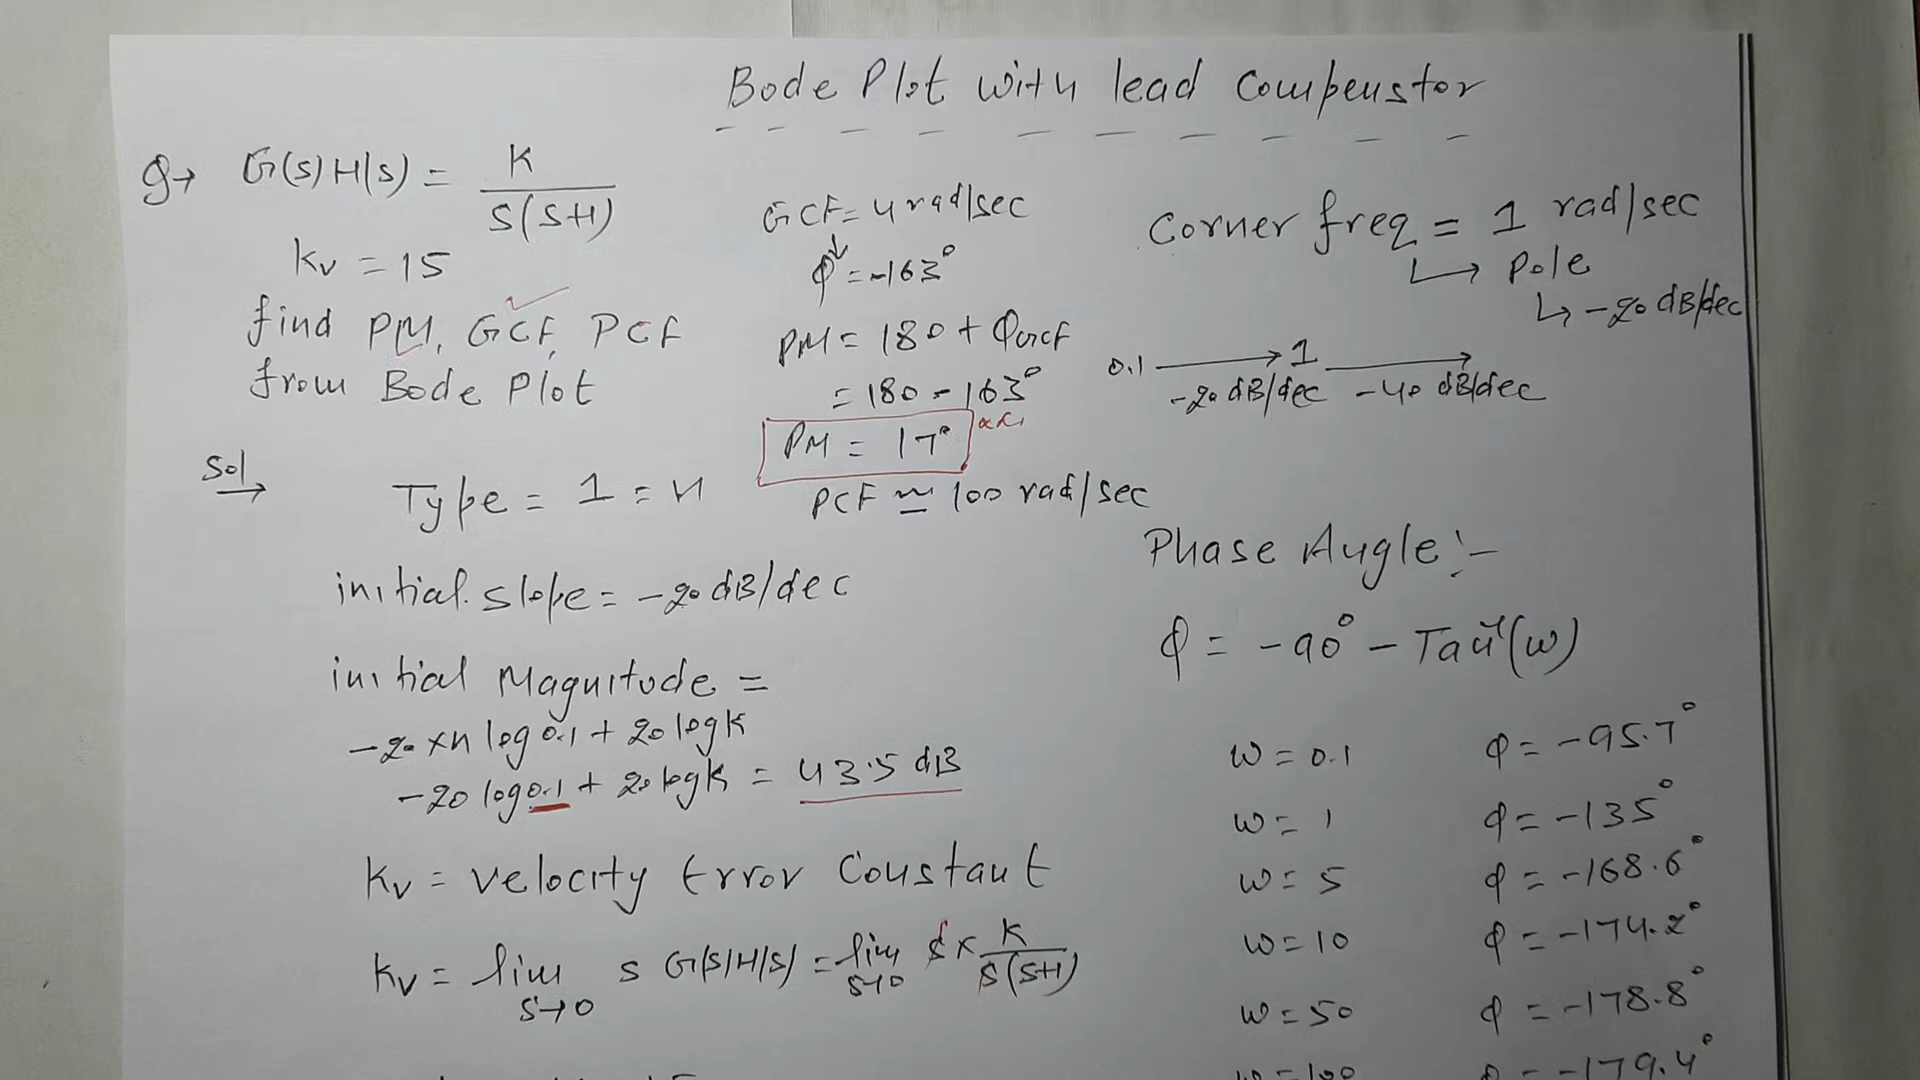 Bode Plot with lead Compenstor
Q→ G(s)H(s) = K / S(S+1)
Kv = 15
find PM, GCF, PCF
from Bode Plot
GCF = 4 rad/sec
↓
φ = -163°
PM = 180 + φGCF
= 180 - 163°
PM = 17°
PCF ≃ 100 rad/sec
Corner freq = 1 rad/sec
↳ Pole
↳ -20 dB/dec
0.1 → 1 →
-20 dB/dec -40 dB/dec
Sol →
Type = 1 = n
initial slope = -20 dB/dec
initial Magnitude =
-20 × n log 0.1 + 20 log K
-20 log 0.1 + 20 log K = 43.5 dB
Kv = Velocity Error Constant
Kv = lim S→0 s G(s)H(s) = lim S→0 s × K / S(S+1)
Phase Angle :-
φ = -90° - Tan⁻¹(ω)
ω = 0.1 φ = -95.7°
ω = 1 φ = -135°
ω = 5 φ = -168.6°
ω = 10 φ = -174.2°
ω = 50 φ = -178.8°
ω = 100 φ = -179.4°